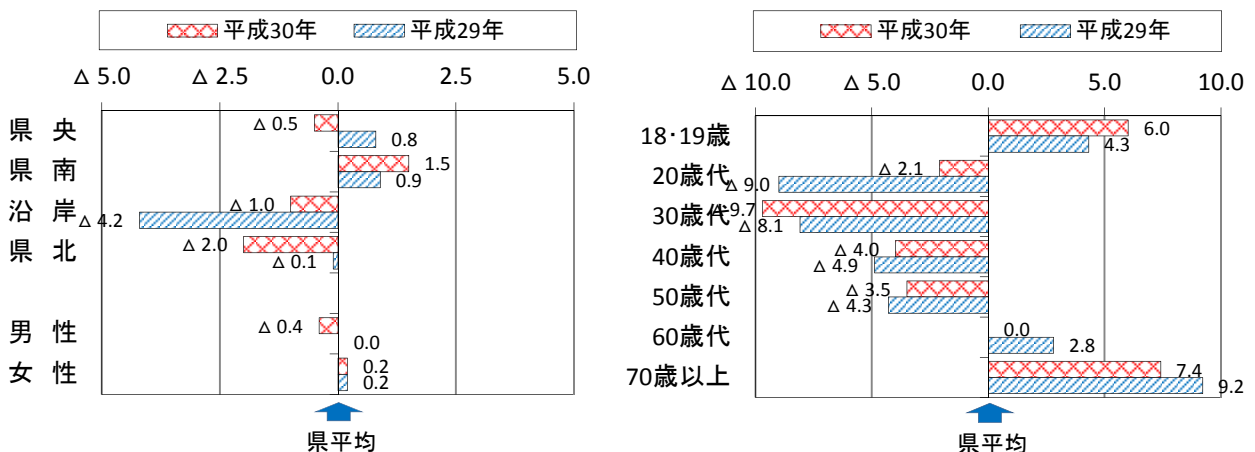 平成30年 平成29年
△ 5.0 △ 2.5 0.0 2.5 5.0
県 央 △ 0.5 0.8
県 南 1.5 0.9
沿 岸 △ 1.0 △ 4.2
県 北 △ 2.0 △ 0.1
男 性 △ 0.4 0.0
女 性 0.2 0.2
県平均
平成30年 平成29年
△ 10.0 △ 5.0 0.0 5.0 10.0
18･19歳 6.0 4.3
20歳代 △ 2.1 △ 9.0
30歳代 △ 9.7 △ 8.1
40歳代 △ 4.0 △ 4.9
50歳代 △ 3.5 △ 4.3
60歳代 0.0 2.8
70歳以上 7.4 9.2
県平均